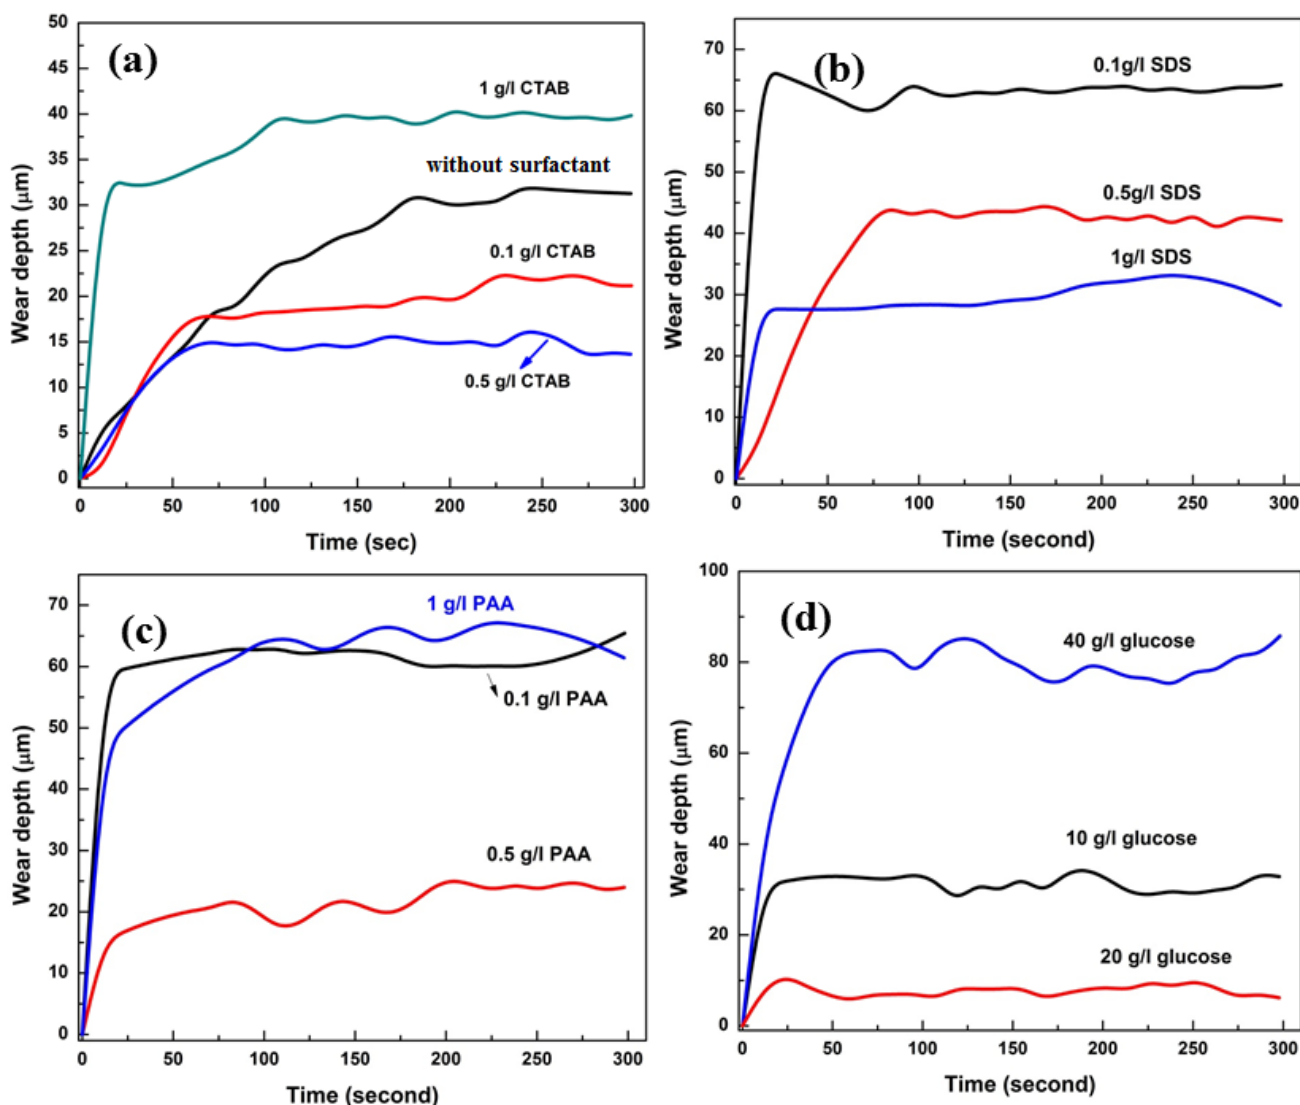 (a)
50
45
40
35
30
25
20
15
10
5
0
Wear depth (μm)
1 g/l CTAB
without surfactant
0.1 g/l CTAB
0.5 g/l CTAB
0 50 100 150 200 250 300
Time (sec)
(b)
70
60
50
40
30
20
10
0
Wear depth (μm)
0.1g/l SDS
0.5g/l SDS
1g/l SDS
0 50 100 150 200 250 300
Time (second)
(c)
70
60
50
40
30
20
10
0
Wear depth (μm)
1 g/l PAA
0.1 g/l PAA
0.5 g/l PAA
0 50 100 150 200 250 300
Time (second)
(d)
100
80
60
40
20
0
Wear depth (μm)
40 g/l glucose
10 g/l glucose
20 g/l glucose
0 50 100 150 200 250 300
Time (second)